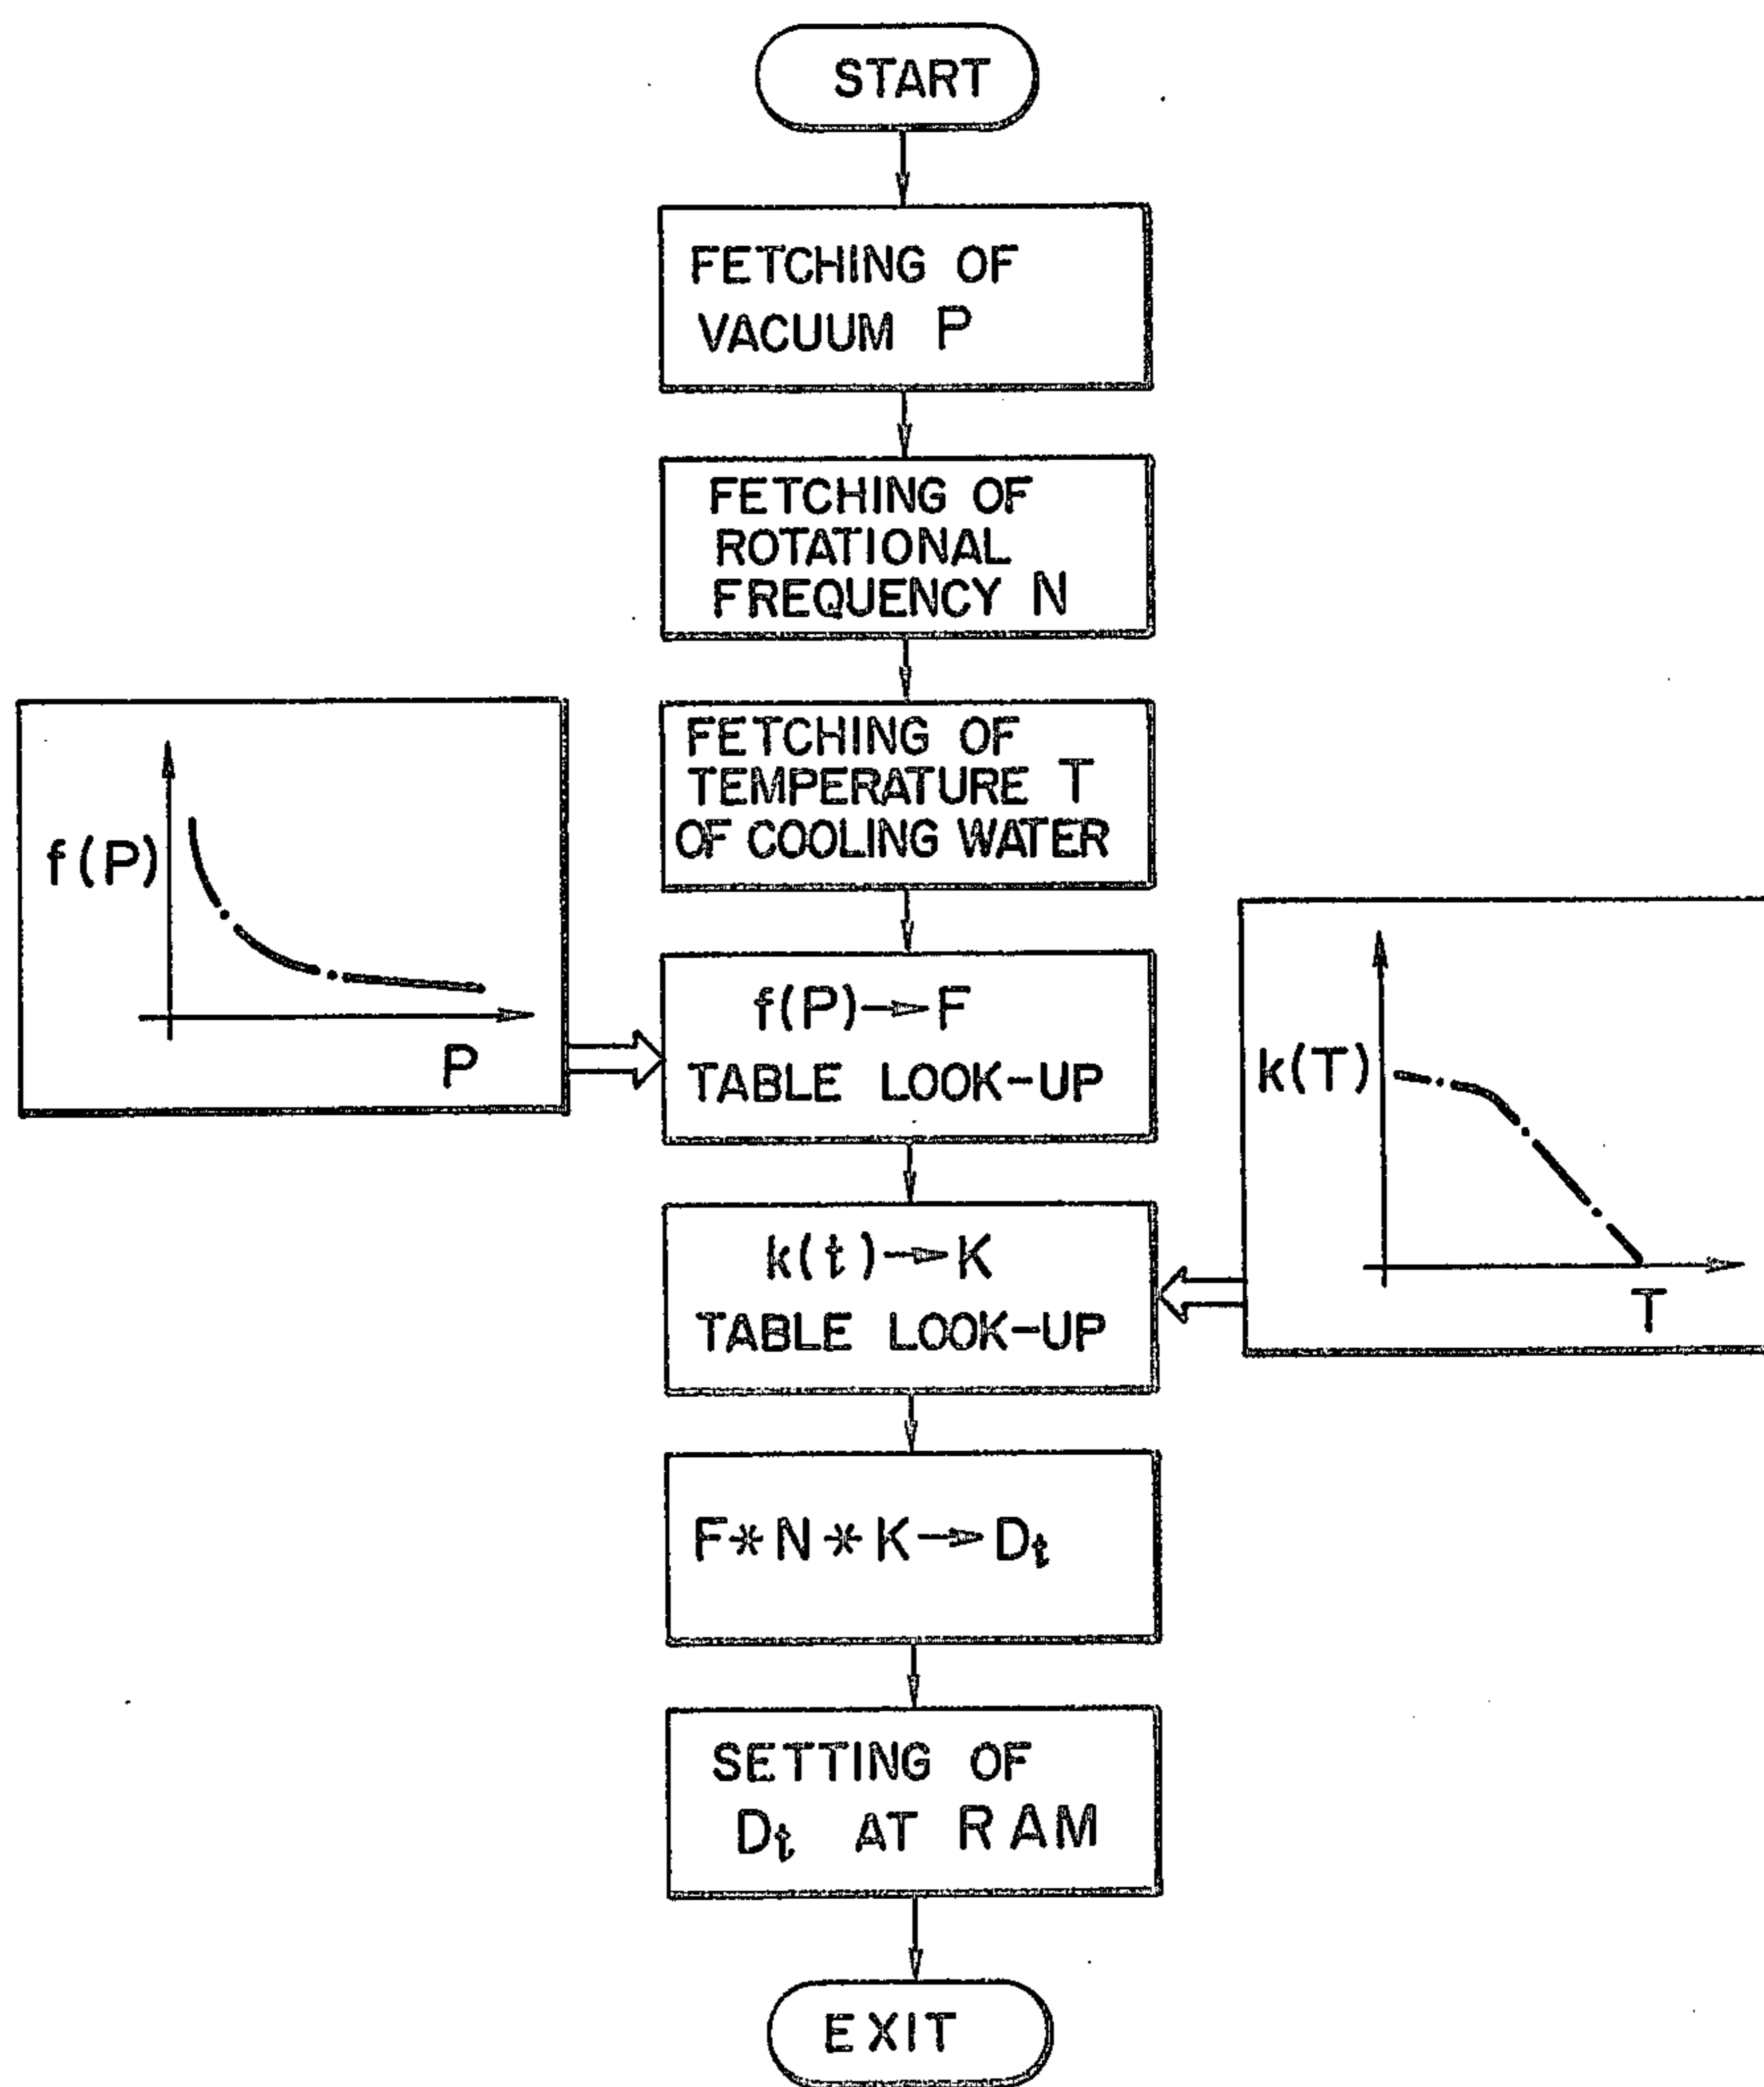 START
FETCHING OF
VACUUM P
FETCHING OF
ROTATIONAL
FREQUENCY N
FETCHING OF
TEMPERATURE T
OF COOLING WATER
f(P)
P
f(P)→F
TABLE LOOK-UP
k(T)
T
k(t)→K
TABLE LOOK-UP
F*N*K→Dt
SETTING OF
Dt AT RAM
EXIT